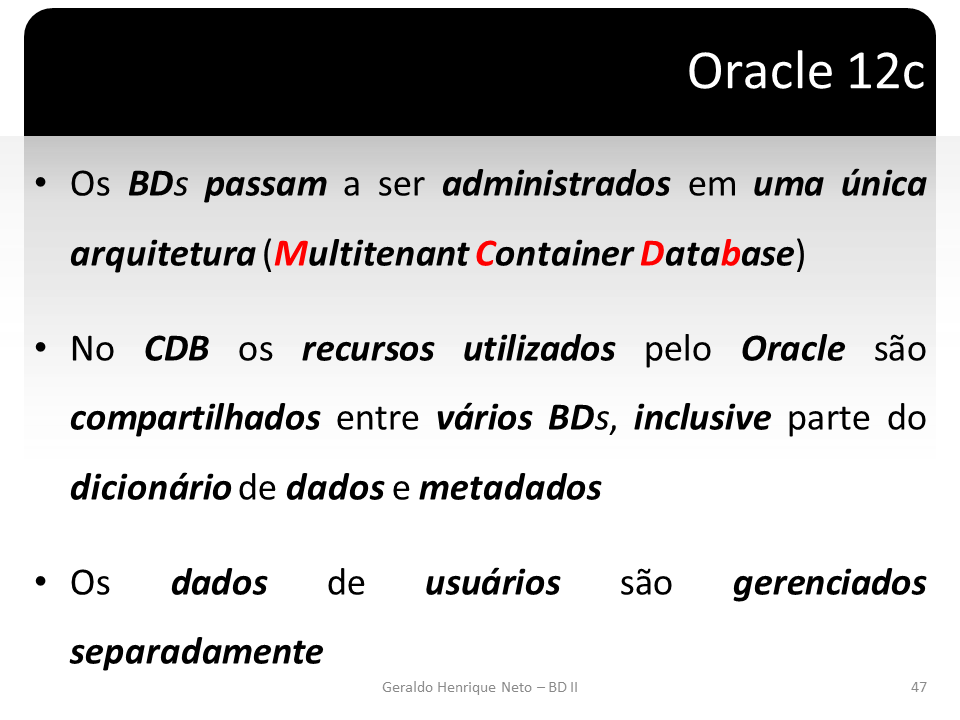 Oracle 12c
• Os BDs passam a ser administrados em uma única
arquitetura (Multitenant Container Database)
• No CDB os recursos utilizados pelo Oracle são
compartilhados entre vários BDs, inclusive parte do
dicionário de dados e metadados
• Os dados de usuários são gerenciados
separadamente
Geraldo Henrique Neto – BD II
47